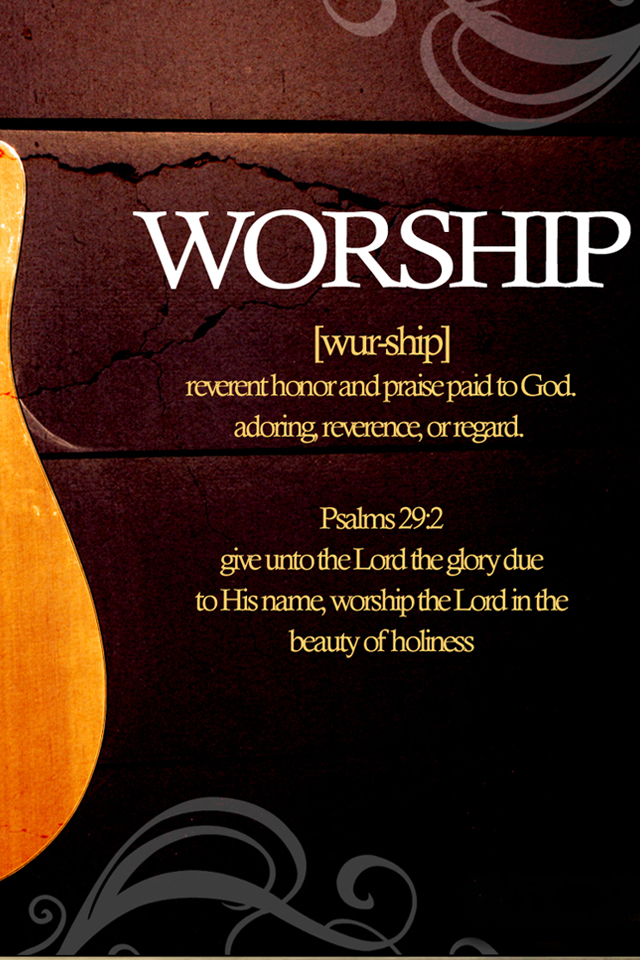 WORSHIP
[wur-ship]
reverent honor and praise paid to God.
adoring, reverence, or regard.
Psalms 29:2
give unto the Lord the glory due
to His name, worship the Lord in the
beauty of holiness